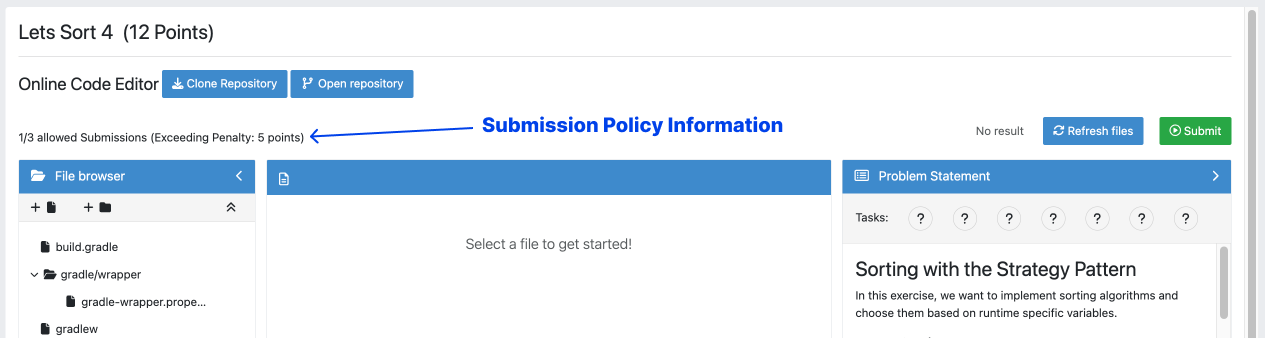 Lets Sort 4 (12 Points)
Online Code Editor Clone Repository Open repository
1/3 allowed Submissions (Exceeding Penalty: 5 points) Submission Policy Information No result Refresh files Submit
File browser Problem Statement
Tasks: ? ? ? ? ? ? ?
build.gradle
Select a file to get started!
gradle/wrapper
gradle-wrapper.prope...
gradlew
Sorting with the Strategy Pattern
In this exercise, we want to implement sorting algorithms and
choose them based on runtime specific variables.